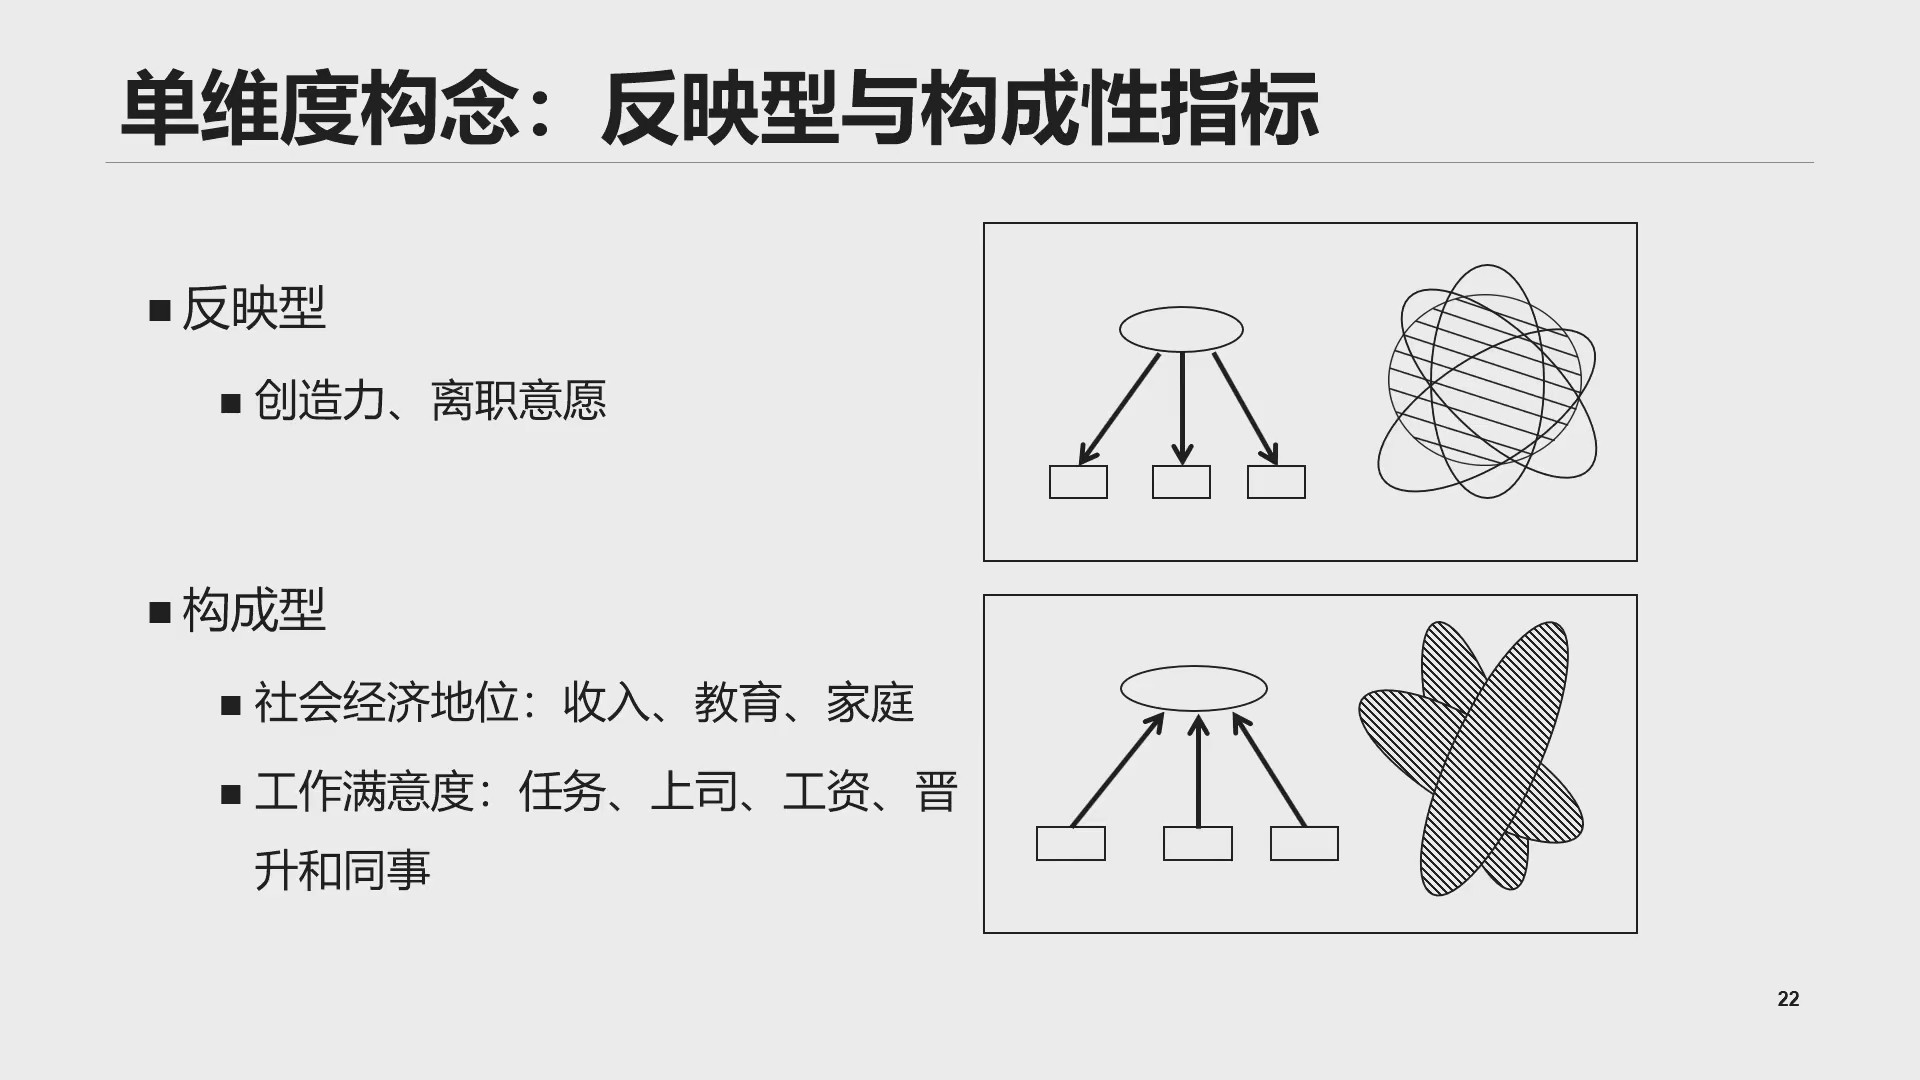 单维度构念：反映型与构成性指标
■ 反映型
■ 创造力、离职意愿
■ 构成型
■ 社会经济地位：收入、教育、家庭
■ 工作满意度：任务、上司、工资、晋
升和同事
22